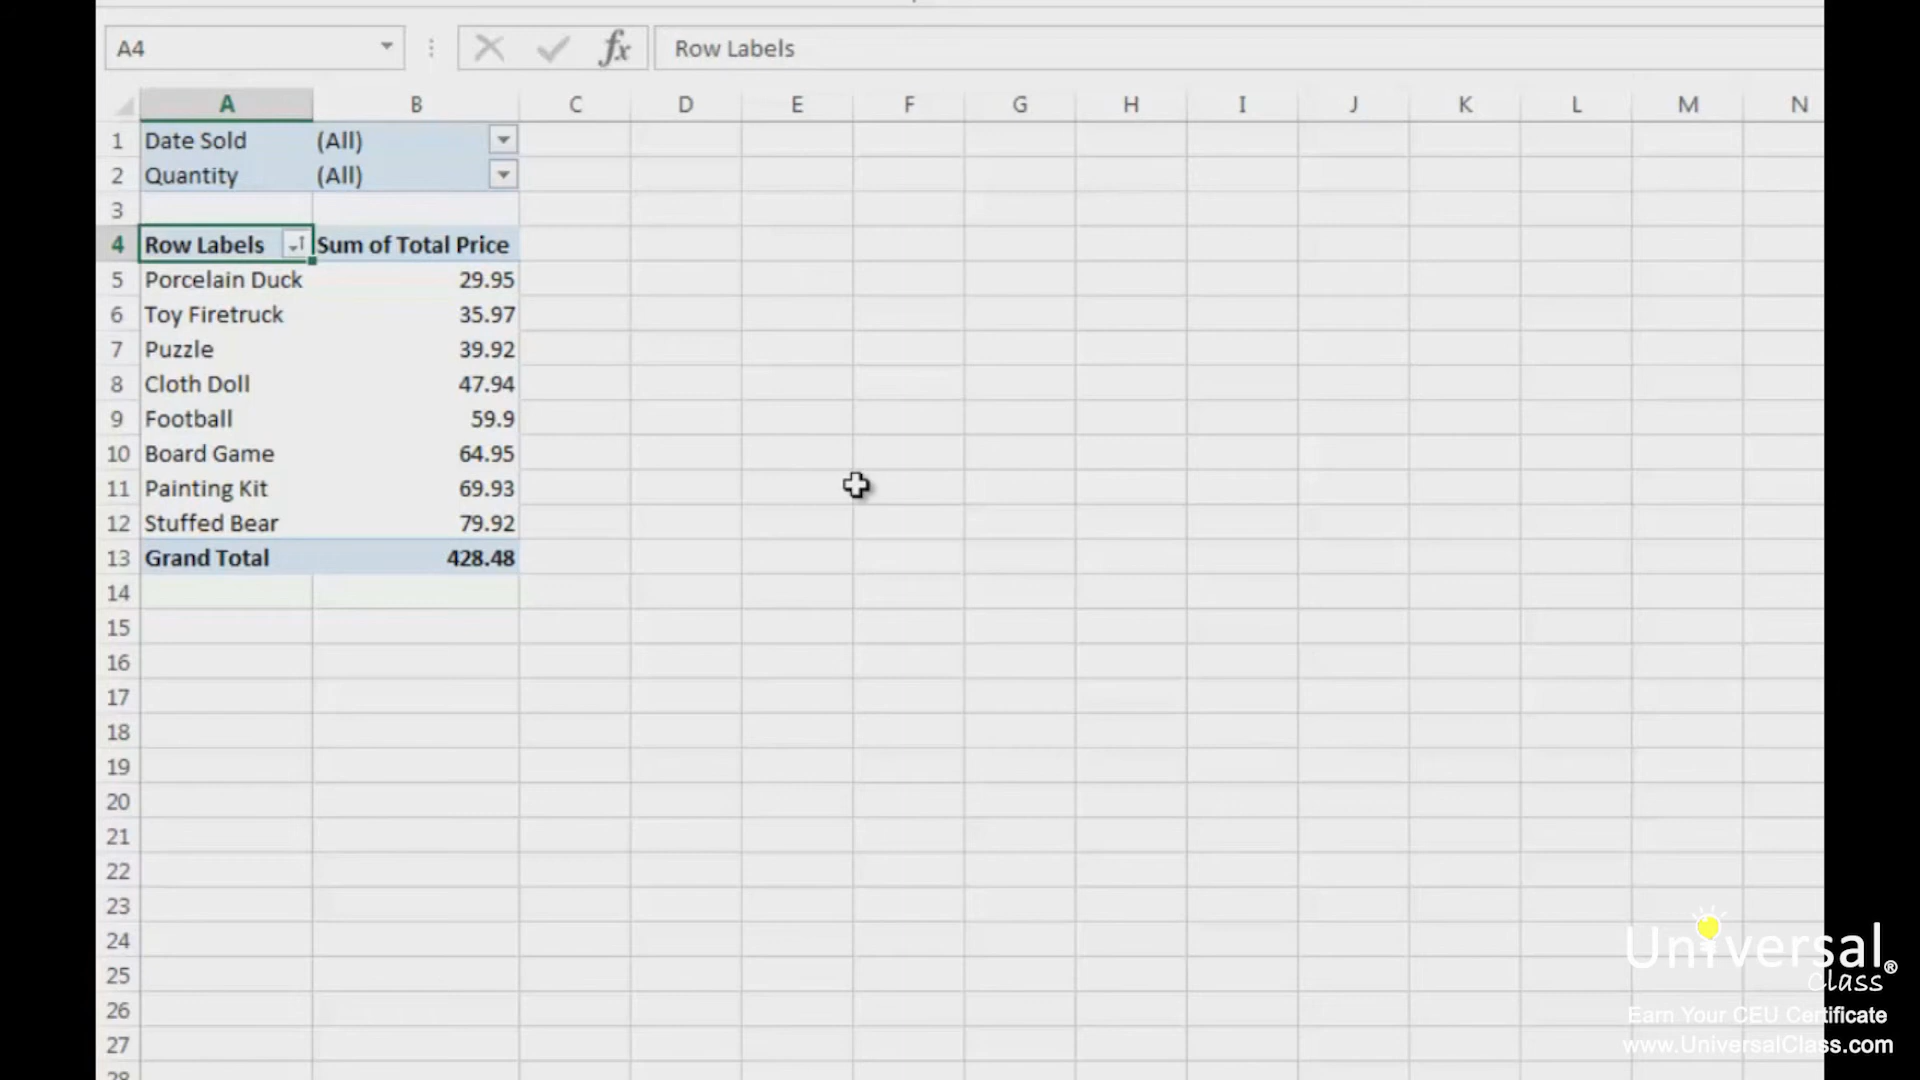 A4 fx Row Labels
A B C D E F G H I J K L M N
1 Date Sold (All)
2 Quantity (All)
3
4 Row Labels Sum of Total Price
5 Porcelain Duck 29.95
6 Toy Firetruck 35.97
7 Puzzle 39.92
8 Cloth Doll 47.94
9 Football 59.9
10 Board Game 64.95
11 Painting Kit 69.93
12 Stuffed Bear 79.92
13 Grand Total 428.48
14
15
16
17
18
19
20
21
22
23
24
25
26
27
28
Universal®
Class
Earn Your CEU Certificate
www.UniversalClass.com